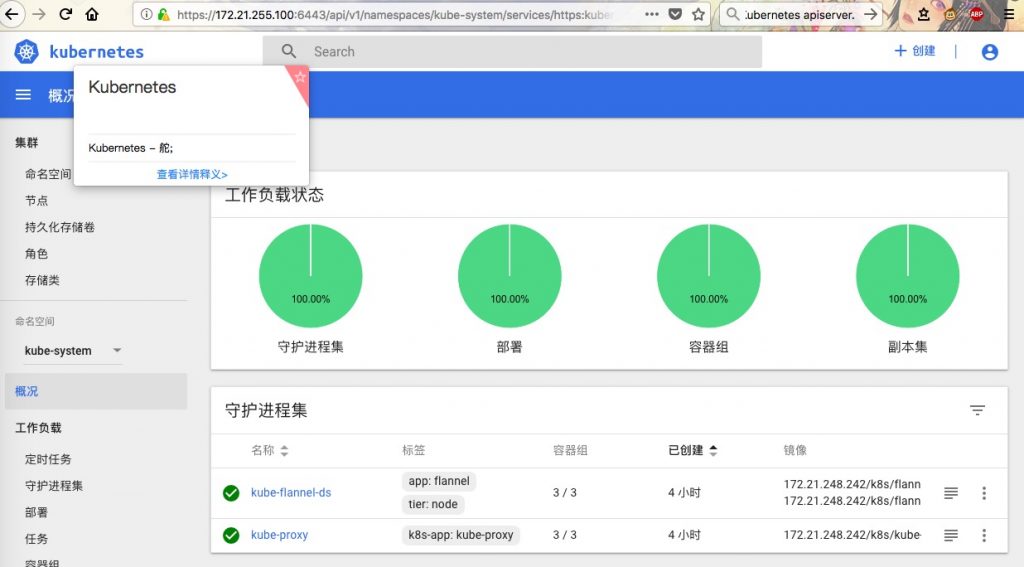 https://172.21.255.100:6443/api/v1/namespaces/kube-system/services/https:kuber
kubernetes apiserver.
ABP
kubernetes
Search
创建
概况
Kubernetes
Kubernetes - 舵;
查看详情释义>
集群
命名空间
节点
持久化存储卷
角色
存储类
命名空间
kube-system
概况
工作负载
定时任务
守护进程集
部署
任务
容器组
工作负载状态
100.00% 100.00% 100.00% 100.00%
守护进程集 部署 容器组 副本集
守护进程集
名称 标签 容器组 已创建 镜像
kube-flannel-ds app: flannel 3 / 3 4 小时 172.21.248.242/k8s/flann
tier: node 172.21.248.242/k8s/flann
kube-proxy k8s-app: kube-proxy 3 / 3 4 小时 172.21.248.242/k8s/kube-